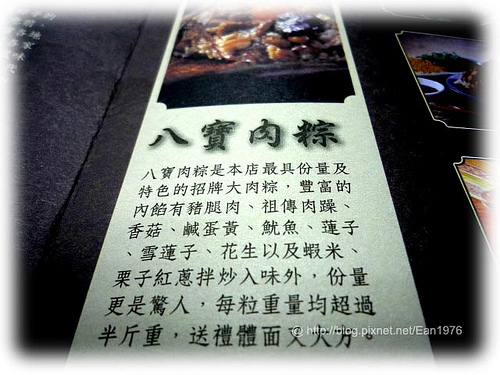 八寶肉粽
八寶肉粽是本店最具份量及
特色的招牌大肉粽，豐富的
內餡有豬腿肉、祖傳肉躁、
香菇、鹹蛋黃、魷魚、蓮子
、雪蓮子、花生以及蝦米、
栗子紅蔥拌炒入味外，份量
更是驚人，每粒重量均超過
半斤重，送禮體面又大方。
@ http://blog.pixnet.net/Ean1976